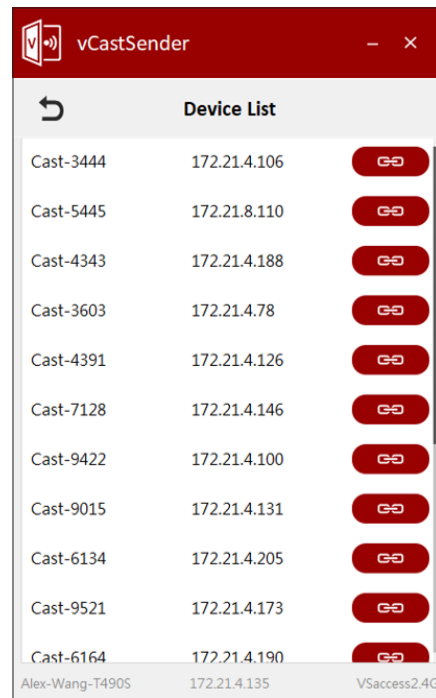 V vCastSender
Device List
Cast-3444 172.21.4.106
Cast-5445 172.21.8.110
Cast-4343 172.21.4.188
Cast-3603 172.21.4.78
Cast-4391 172.21.4.126
Cast-7128 172.21.4.146
Cast-9422 172.21.4.100
Cast-9015 172.21.4.131
Cast-6134 172.21.4.205
Cast-9521 172.21.4.173
Cast-6164 172.21.4.190
Alex-Wang-T490S 172.21.4.135 VSaccess2.4G